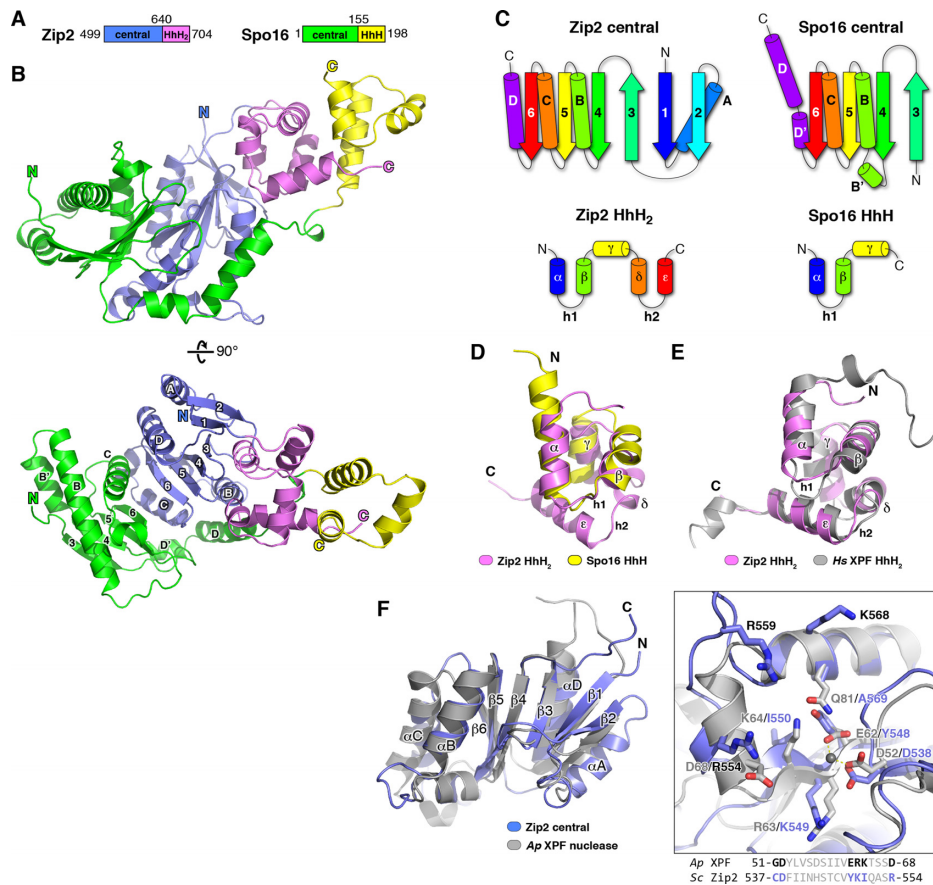 A
Zip2 499 central 640 HhH2 704
Spo16 1 central 155 HhH 198
B
N
N
C
C
90°
A
N
2
1
D
3
4
5
6
C
B
B'
N
B
C
5
6
3
4
D'
D
C
C
C
Zip2 central
C
N
D
6
C
5
B
4
3
1
2
A
Spo16 central
C
D
D'
6
C
5
B
4
3
B'
N
Zip2 HhH2
N
α
β
γ
δ
ε
C
h1
h2
Spo16 HhH
N
α
β
γ
C
h1
D
N
α
γ
β
C
h1
δ
ε
h2
Zip2 HhH2
Spo16 HhH
E
N
α
γ
β
h1
C
δ
ε
h2
Zip2 HhH2
Hs XPF HhH2
F
C
N
αD
β5
β4
β3
β1
β6
β2
αC
αB
αA
Zip2 central
Ap XPF nuclease
R559
K568
Q81/A569
K64/I550
E62/Y548
D52/D538
D68/R554
R63/K549
Ap XPF 51-GDYLVSDSIIVERKTSSD-68
Sc Zip2 537-CDFIINHSTCVYKIQASR-554